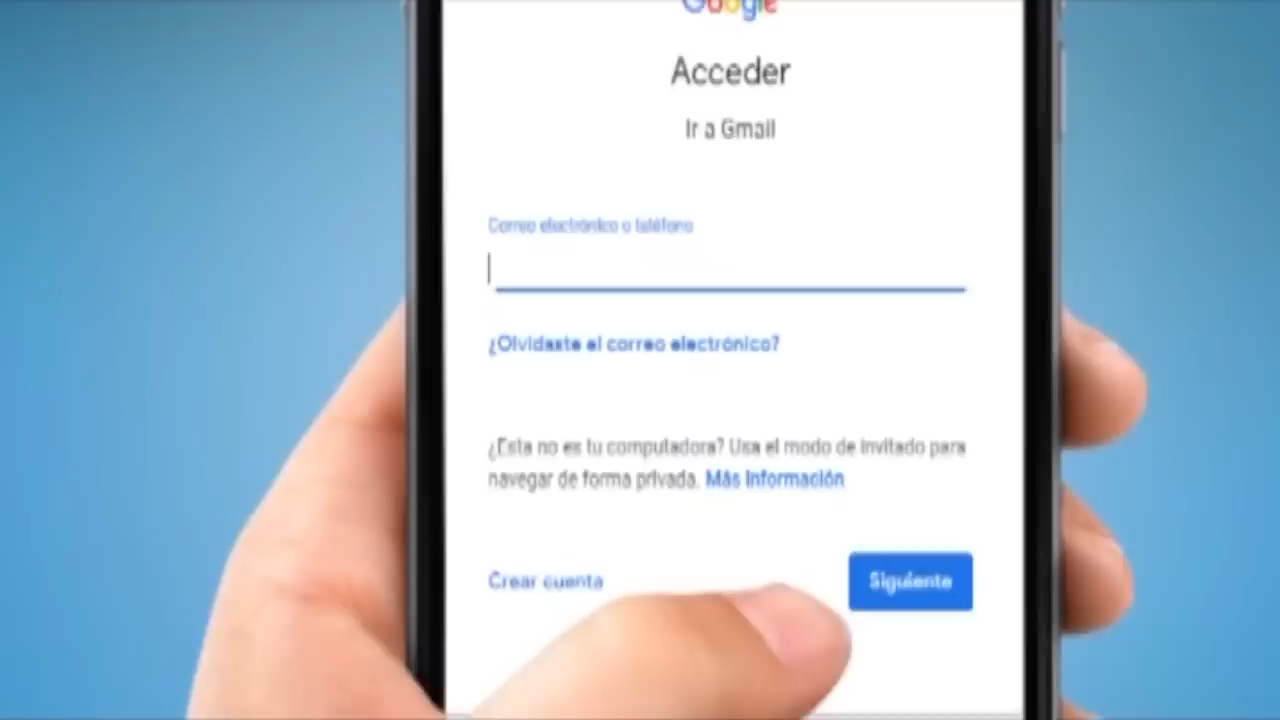 Google
Acceder
Ir a Gmail
Correo electrónico o teléfono
¿Olvidaste el correo electrónico?
¿Esta no es tu computadora? Usa el modo de invitado para
navegar de forma privada. Más información
Crear cuenta
Siguiente